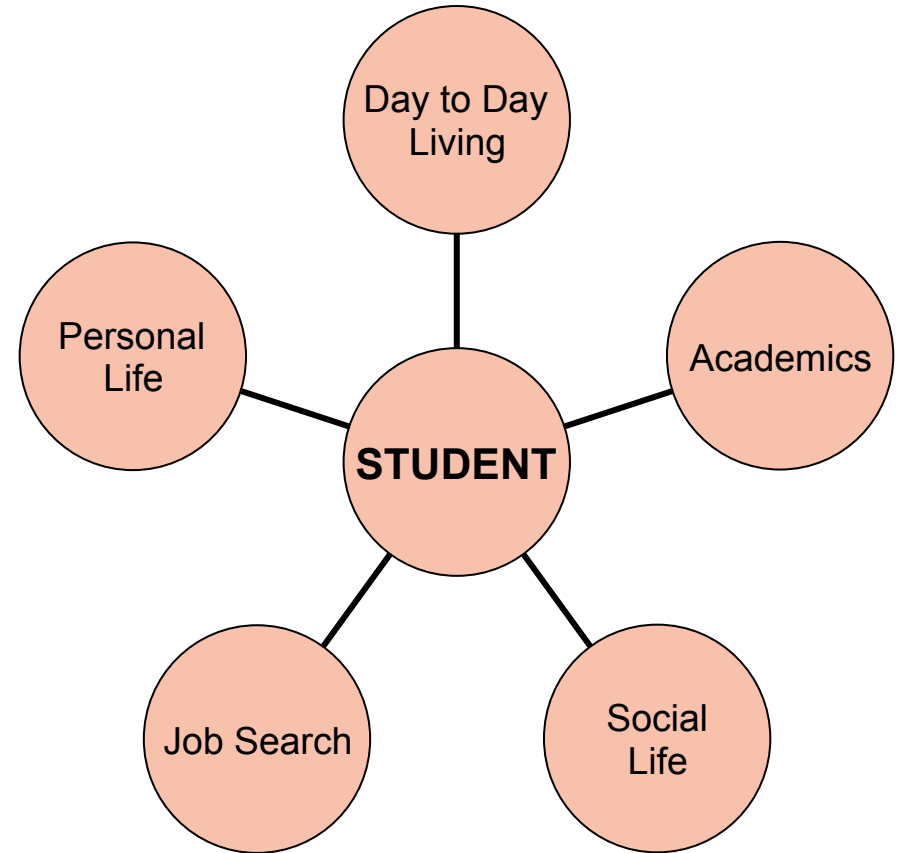 Day to Day
Living
Personal
Life
Academics
STUDENT
Job Search
Social
Life